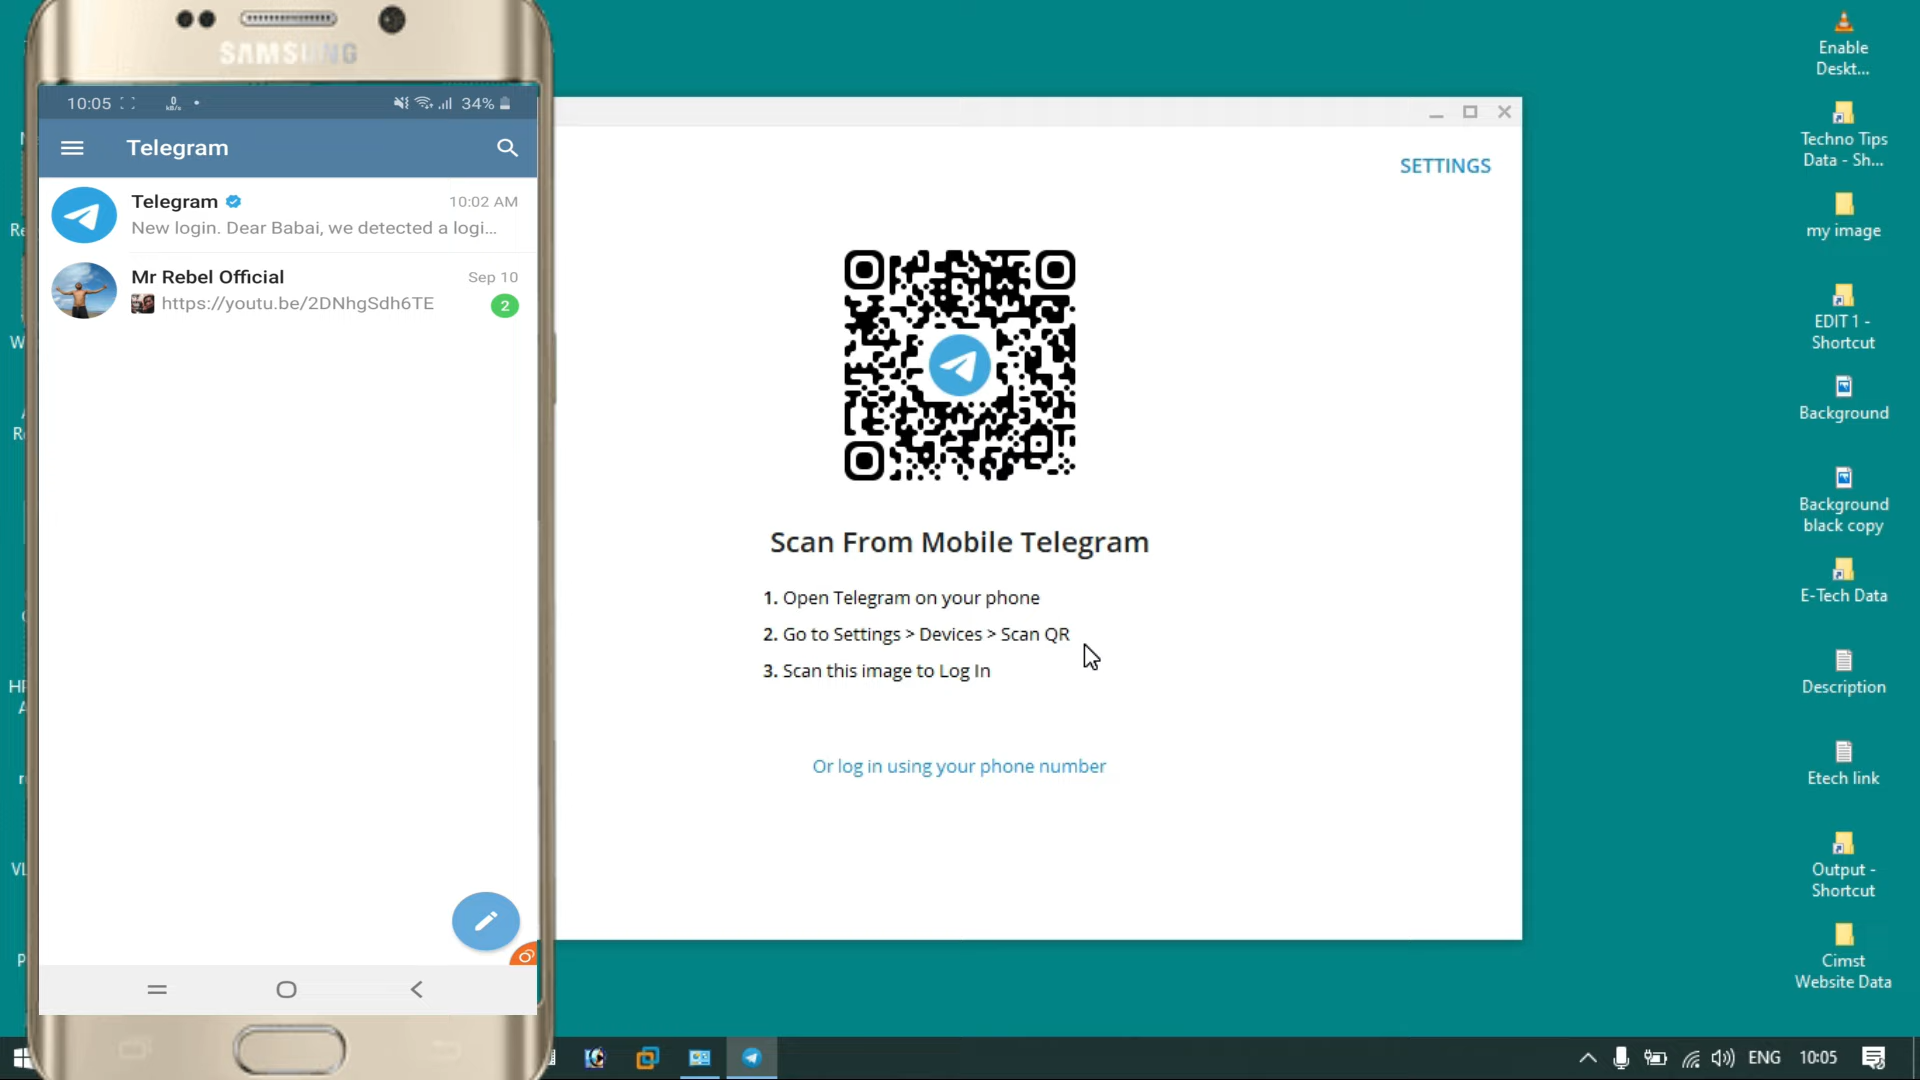 SAMSUNG
10:05
34%
Telegram
Telegram
10:02 AM
New login. Dear Babai, we detected a logi...
Mr Rebel Official
Sep 10
https://youtu.be/2DNhgSdh6TE
2
SETTINGS
Scan From Mobile Telegram
1. Open Telegram on your phone
2. Go to Settings > Devices > Scan QR
3. Scan this image to Log In
Or log in using your phone number
Enable
Deskt...
Techno Tips
Data - Sh...
my image
EDIT 1 -
Shortcut
Background
Background
black copy
E-Tech Data
Description
Etech link
Output -
Shortcut
Cimst
Website Data
ENG
10:05